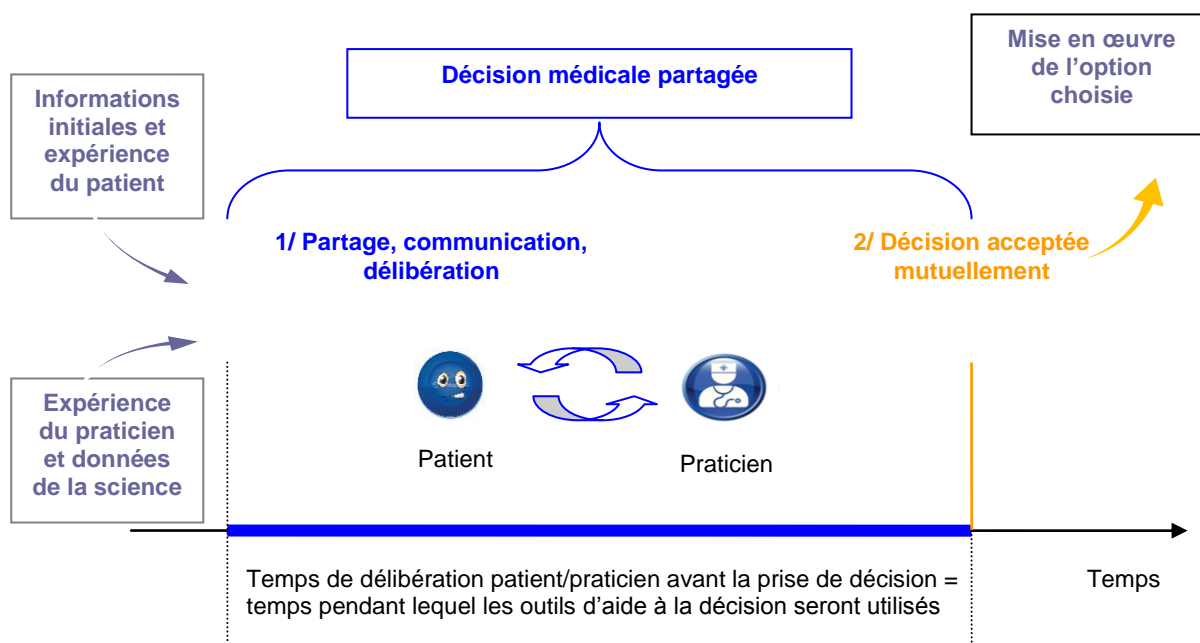 Décision médicale partagée
Mise en œuvre
de l’option
choisie
Informations
initiales et
expérience
du patient
1/ Partage, communication,
délibération
2/ Décision acceptée
mutuellement
Expérience
du praticien
et données
de la science
Patient
Praticien
Temps de délibération patient/praticien avant la prise de décision =
temps pendant lequel les outils d’aide à la décision seront utilisés
Temps